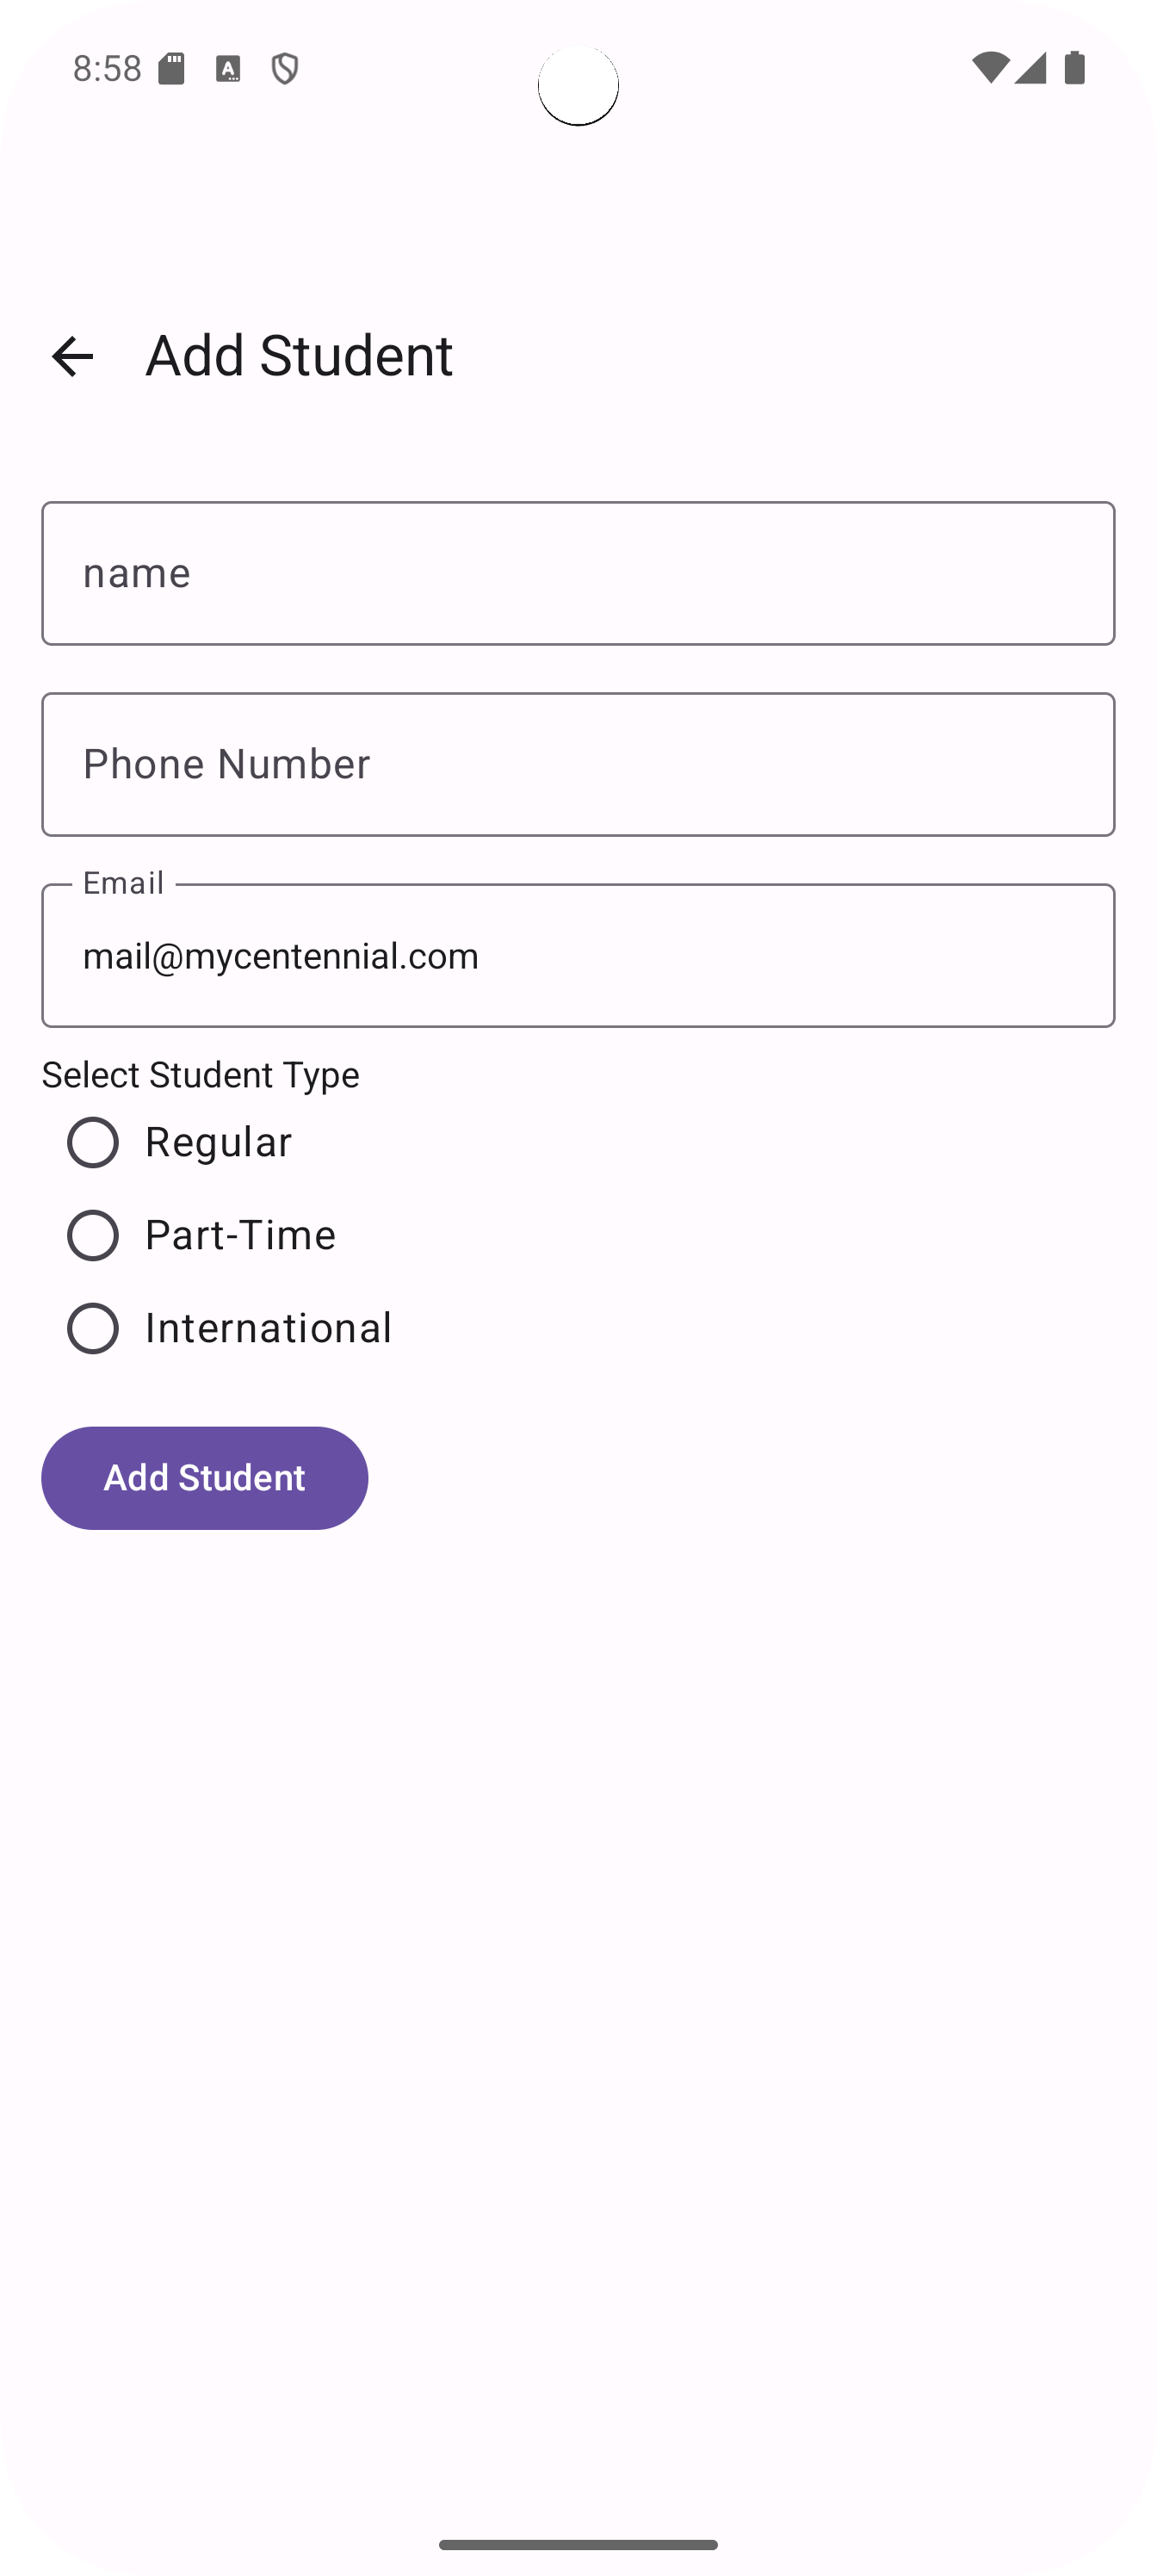 8:58
Add Student
name
Phone Number
Email
mail@mycentennial.com
Select Student Type
Regular
Part-Time
International
Add Student